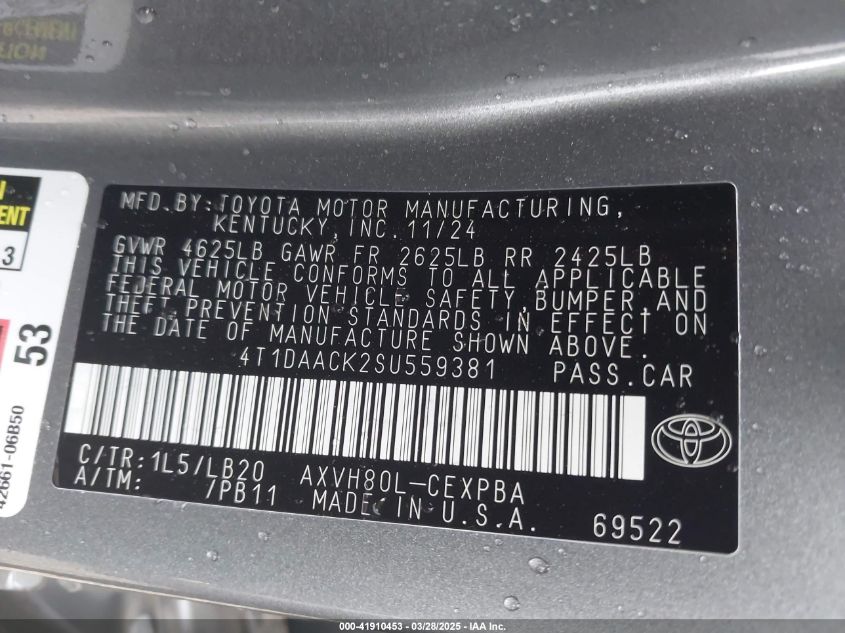 MFD.BY:TOYOTA MOTOR MANUFACTURING,
KENTUCKY, INC. 11/24
GVWR 4625LB GAWR FR 2625LB RR 2425LB
THIS VEHICLE CONFORMS TO ALL APPLICABLE
FEDERAL MOTOR VEHICLE SAFETY, BUMPER, AND
THEFT PREVENTION STANDARDS IN EFFECT ON
THE DATE OF MANUFACTURE SHOWN ABOVE.
4T1DAACK2SU559381 PASS.CAR
C/TR:1L5/LB20 AXVH80L-CEXPBA
A/TM: /PB11 MADE IN U.S.A.
69522
53
42661-06B50
000-41910453 — 03/28/2025 — IAA Inc.